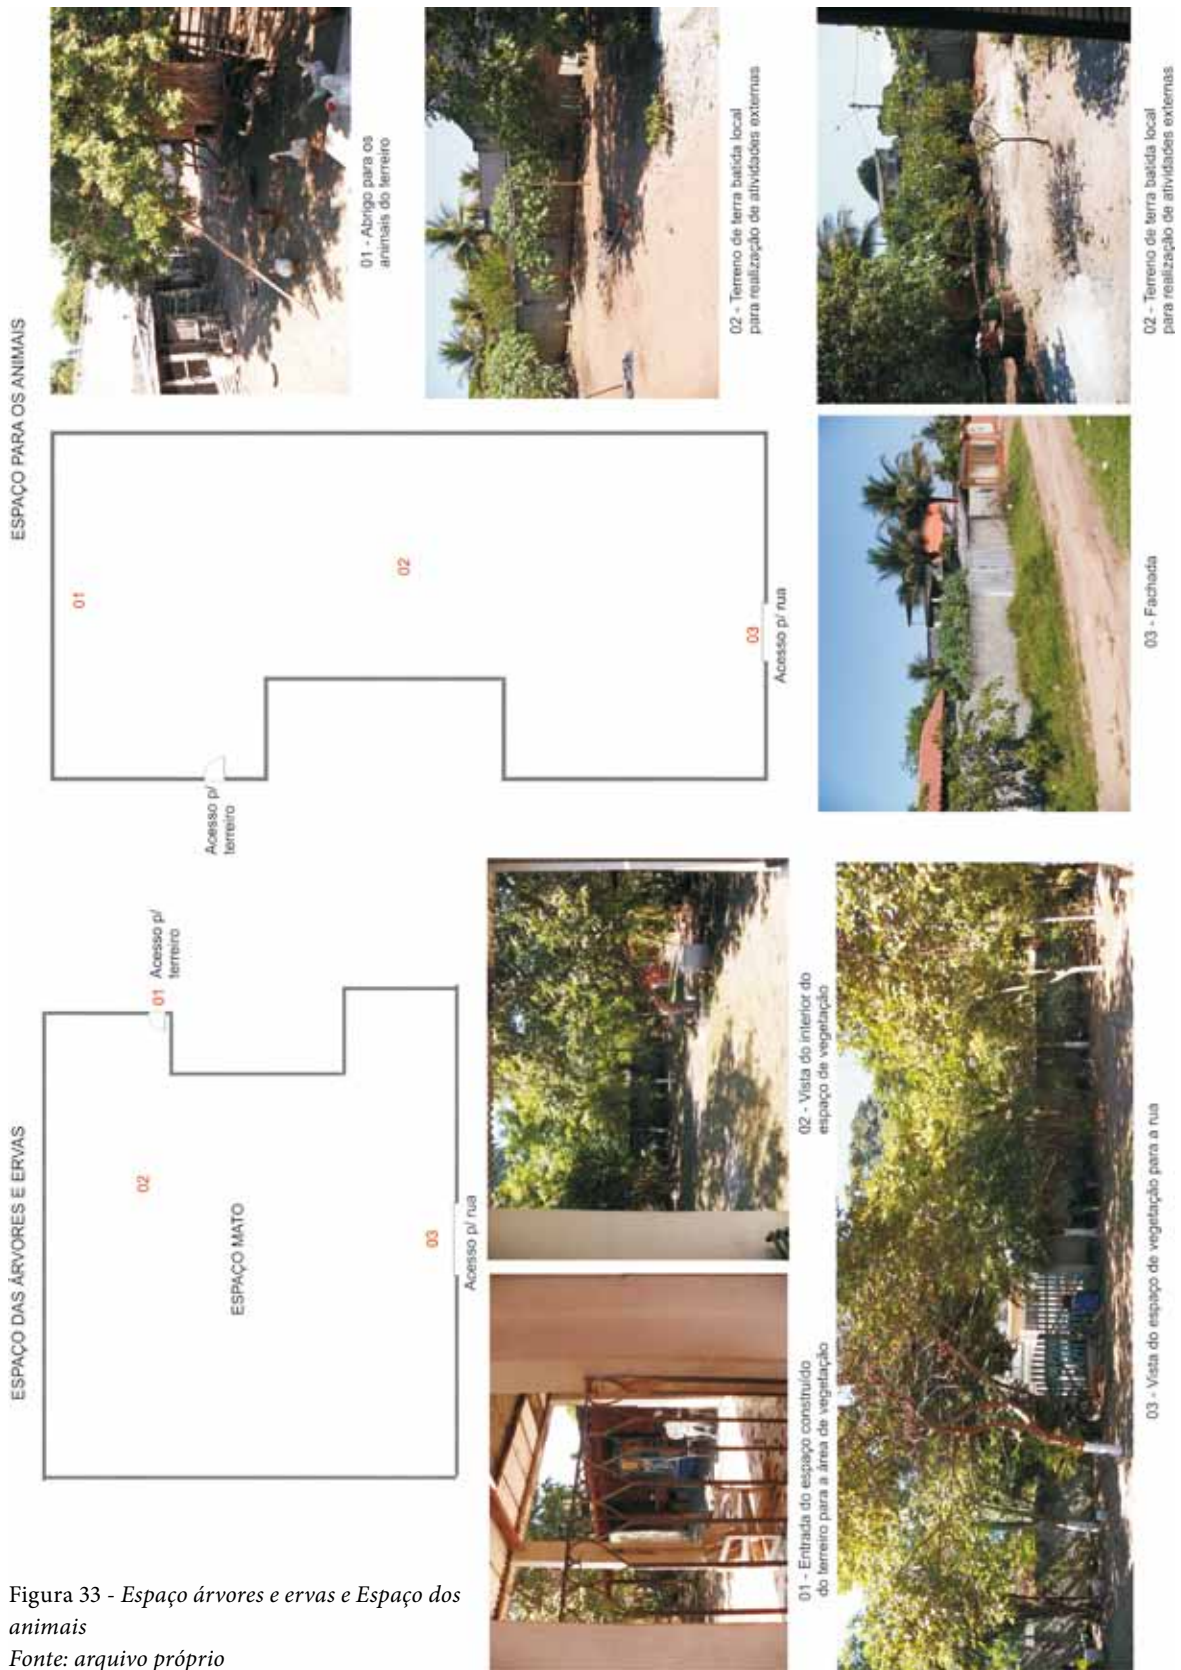 ESPAÇO DAS ÁRVORES E ERVAS
02
01
Acesso p/
terreiro
ESPAÇO MATO
03
Acesso p/ rua
01 - Entrada do espaço construído
do terreiro para a área de vegetação
02 - Vista do interior do
espaço de vegetação
03 - Vista do espaço de vegetação para a rua
ESPAÇO PARA OS ANIMAIS
01
02
Acesso p/
terreiro
03
Acesso p/ rua
01 - Abrigo para os
animais do terreiro
02 - Terreno de terra batida local
para realização de atividades externas
03 - Fachada
02 - Terreno de terra batida local
para realização de atividades externas
Figura 33 - Espaço árvores e ervas e Espaço dos
animais
Fonte: arquivo próprio